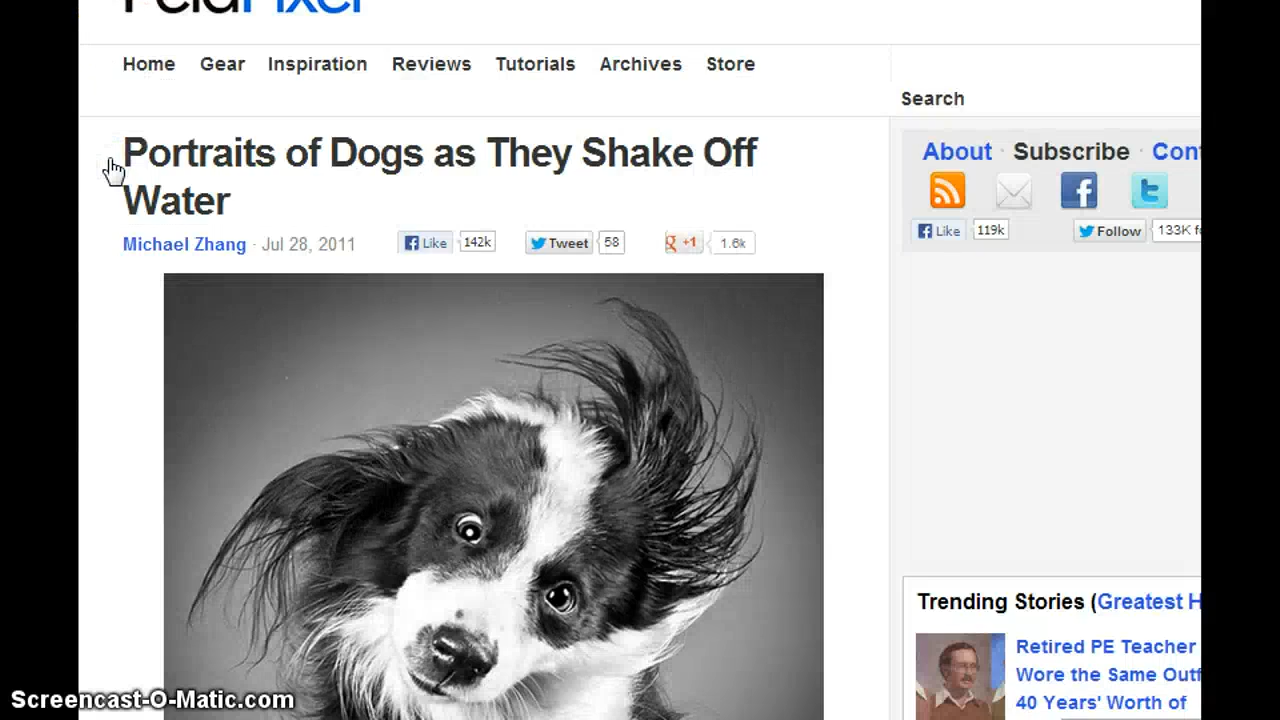 Home Gear Inspiration Reviews Tutorials Archives Store
Search
Portraits of Dogs as They Shake Off
Water
Michael Zhang · Jul 28, 2011 Like 142k Tweet 58 +1 1.6k
About · Subscribe ·
Like 119k Follow 133K
Trending Stories (Greatest
Retired PE Teacher
Wore the Same
40 Years' Worth of
Screencast-O-Matic.com